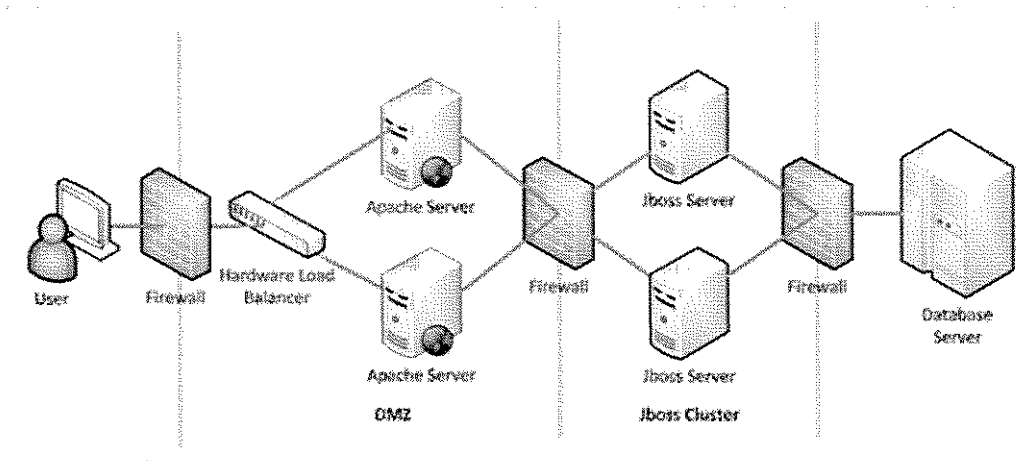 Apache Server
Jboss Server
User
Firewall
Hardware Load
Balancer
Firewall
Firewall
Database
Server
Apache Server
Jboss Server
DMZ
Jboss Cluster